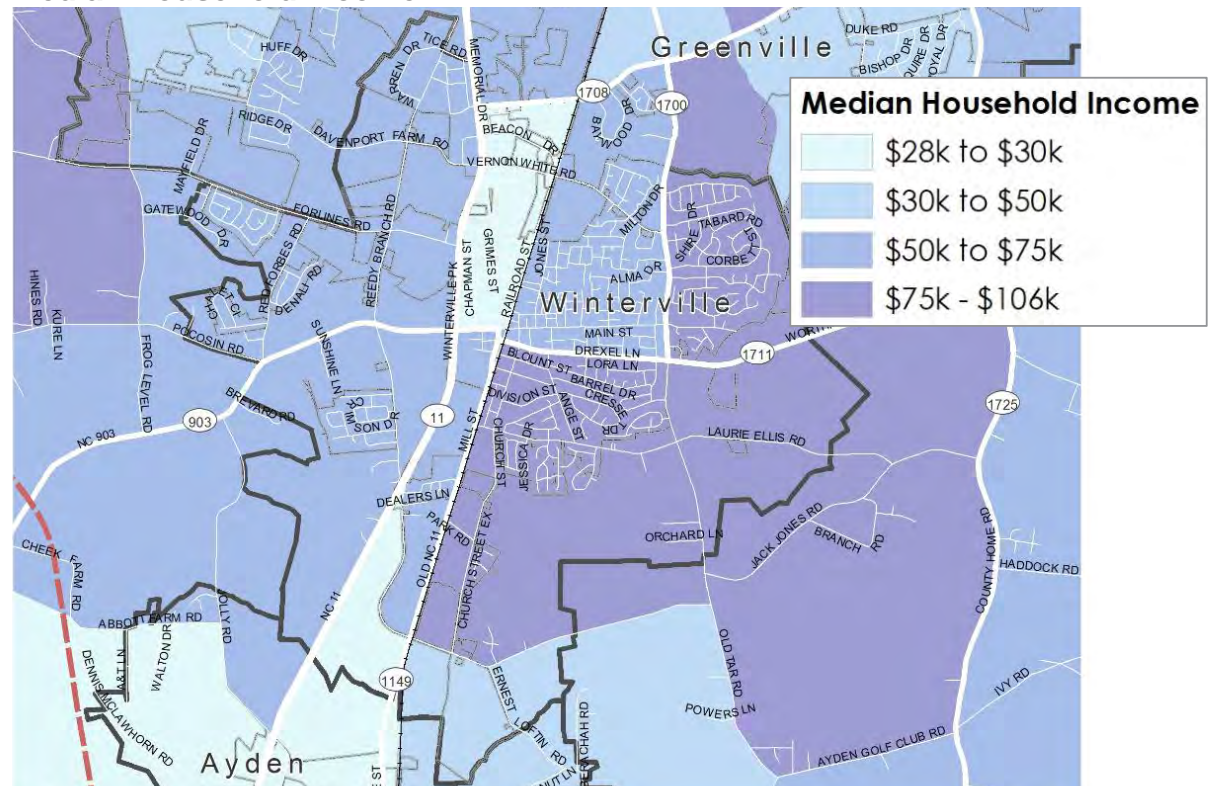 Median Household Income
Greenville
DUKE RD
BISHOP DR
ROYAL DR
HUFF DR
TICE RD
WARREN DR
MEMORIAL DR
1708
1700
Median Household Income
$28k to $30k
$30k to $50k
$50k to $75k
$75k - $106k
RIDGE DR
DAVENPORT FARM RD
BEACON DR
BAYWOOD DR
VERNON WHITE RD
MAYFIELD DR
GATEWOOD DR
FORLINES RD
REEDY BRANCH RD
RED FORBES RD
DENALI RD
MILTON DR
SHIRE DR
TABARD RD
ALMA DR
HINES RD
KURE LN
FROG LEVEL RD
POCOSIN RD
SUNSHINE LN
WINTERVILLE PK
CHAPMAN ST
GRIMES ST
RAILROAD ST
JONES ST
Winterville
MAIN ST
DREXEL LN
LORA LN
1711
BLOUNT ST
BARREL DR
DIVISION ST
ANGE ST
BREVARD RD
CRIMSON DR
NC 903
903
11
MILL ST
CHURCH ST
JESSICA DR
LAURIE ELLIS RD
1725
DEALERS LN
PARK RD
OLD NC 11
CHURCH STREET EX
ORCHARD LN
JACK JONES RD
BRANCH RD
COUNTY HOME RD
HADDOCK RD
CHEEK FARM RD
ABBOTT FARM RD
JOLLY RD
NC 11
A&T LN
WALTON DR
DENNIS MCLAWHORN RD
1149
ERNEST LOFTIN RD
OLD TAR RD
POWERS LN
IVY RD
AYDEN GOLF CLUB RD
Ayden